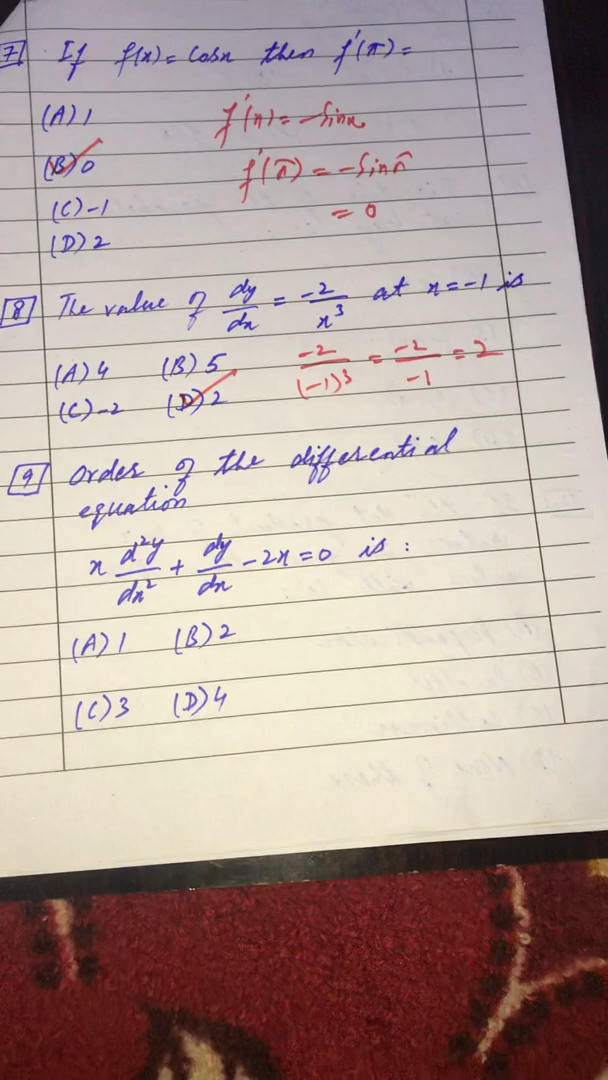 7 If f(x) = Cosx then f'(π) =
(A) 1 f'(x) = -Sinx
(B) 0 f'(π) = -Sinπ
(C) -1 = 0
(D) 2
8 The value of dy/dx = -2/x³ at x = -1 is
(A) 4 (B) 5 -2/(-1)³ = -2/-1 = 2
(C) -2 (D) 2
9 Order of the differential
equation
x d²y/dx² + dy/dx - 2x = 0 is :
(A) 1 (B) 2
(C) 3 (D) 4